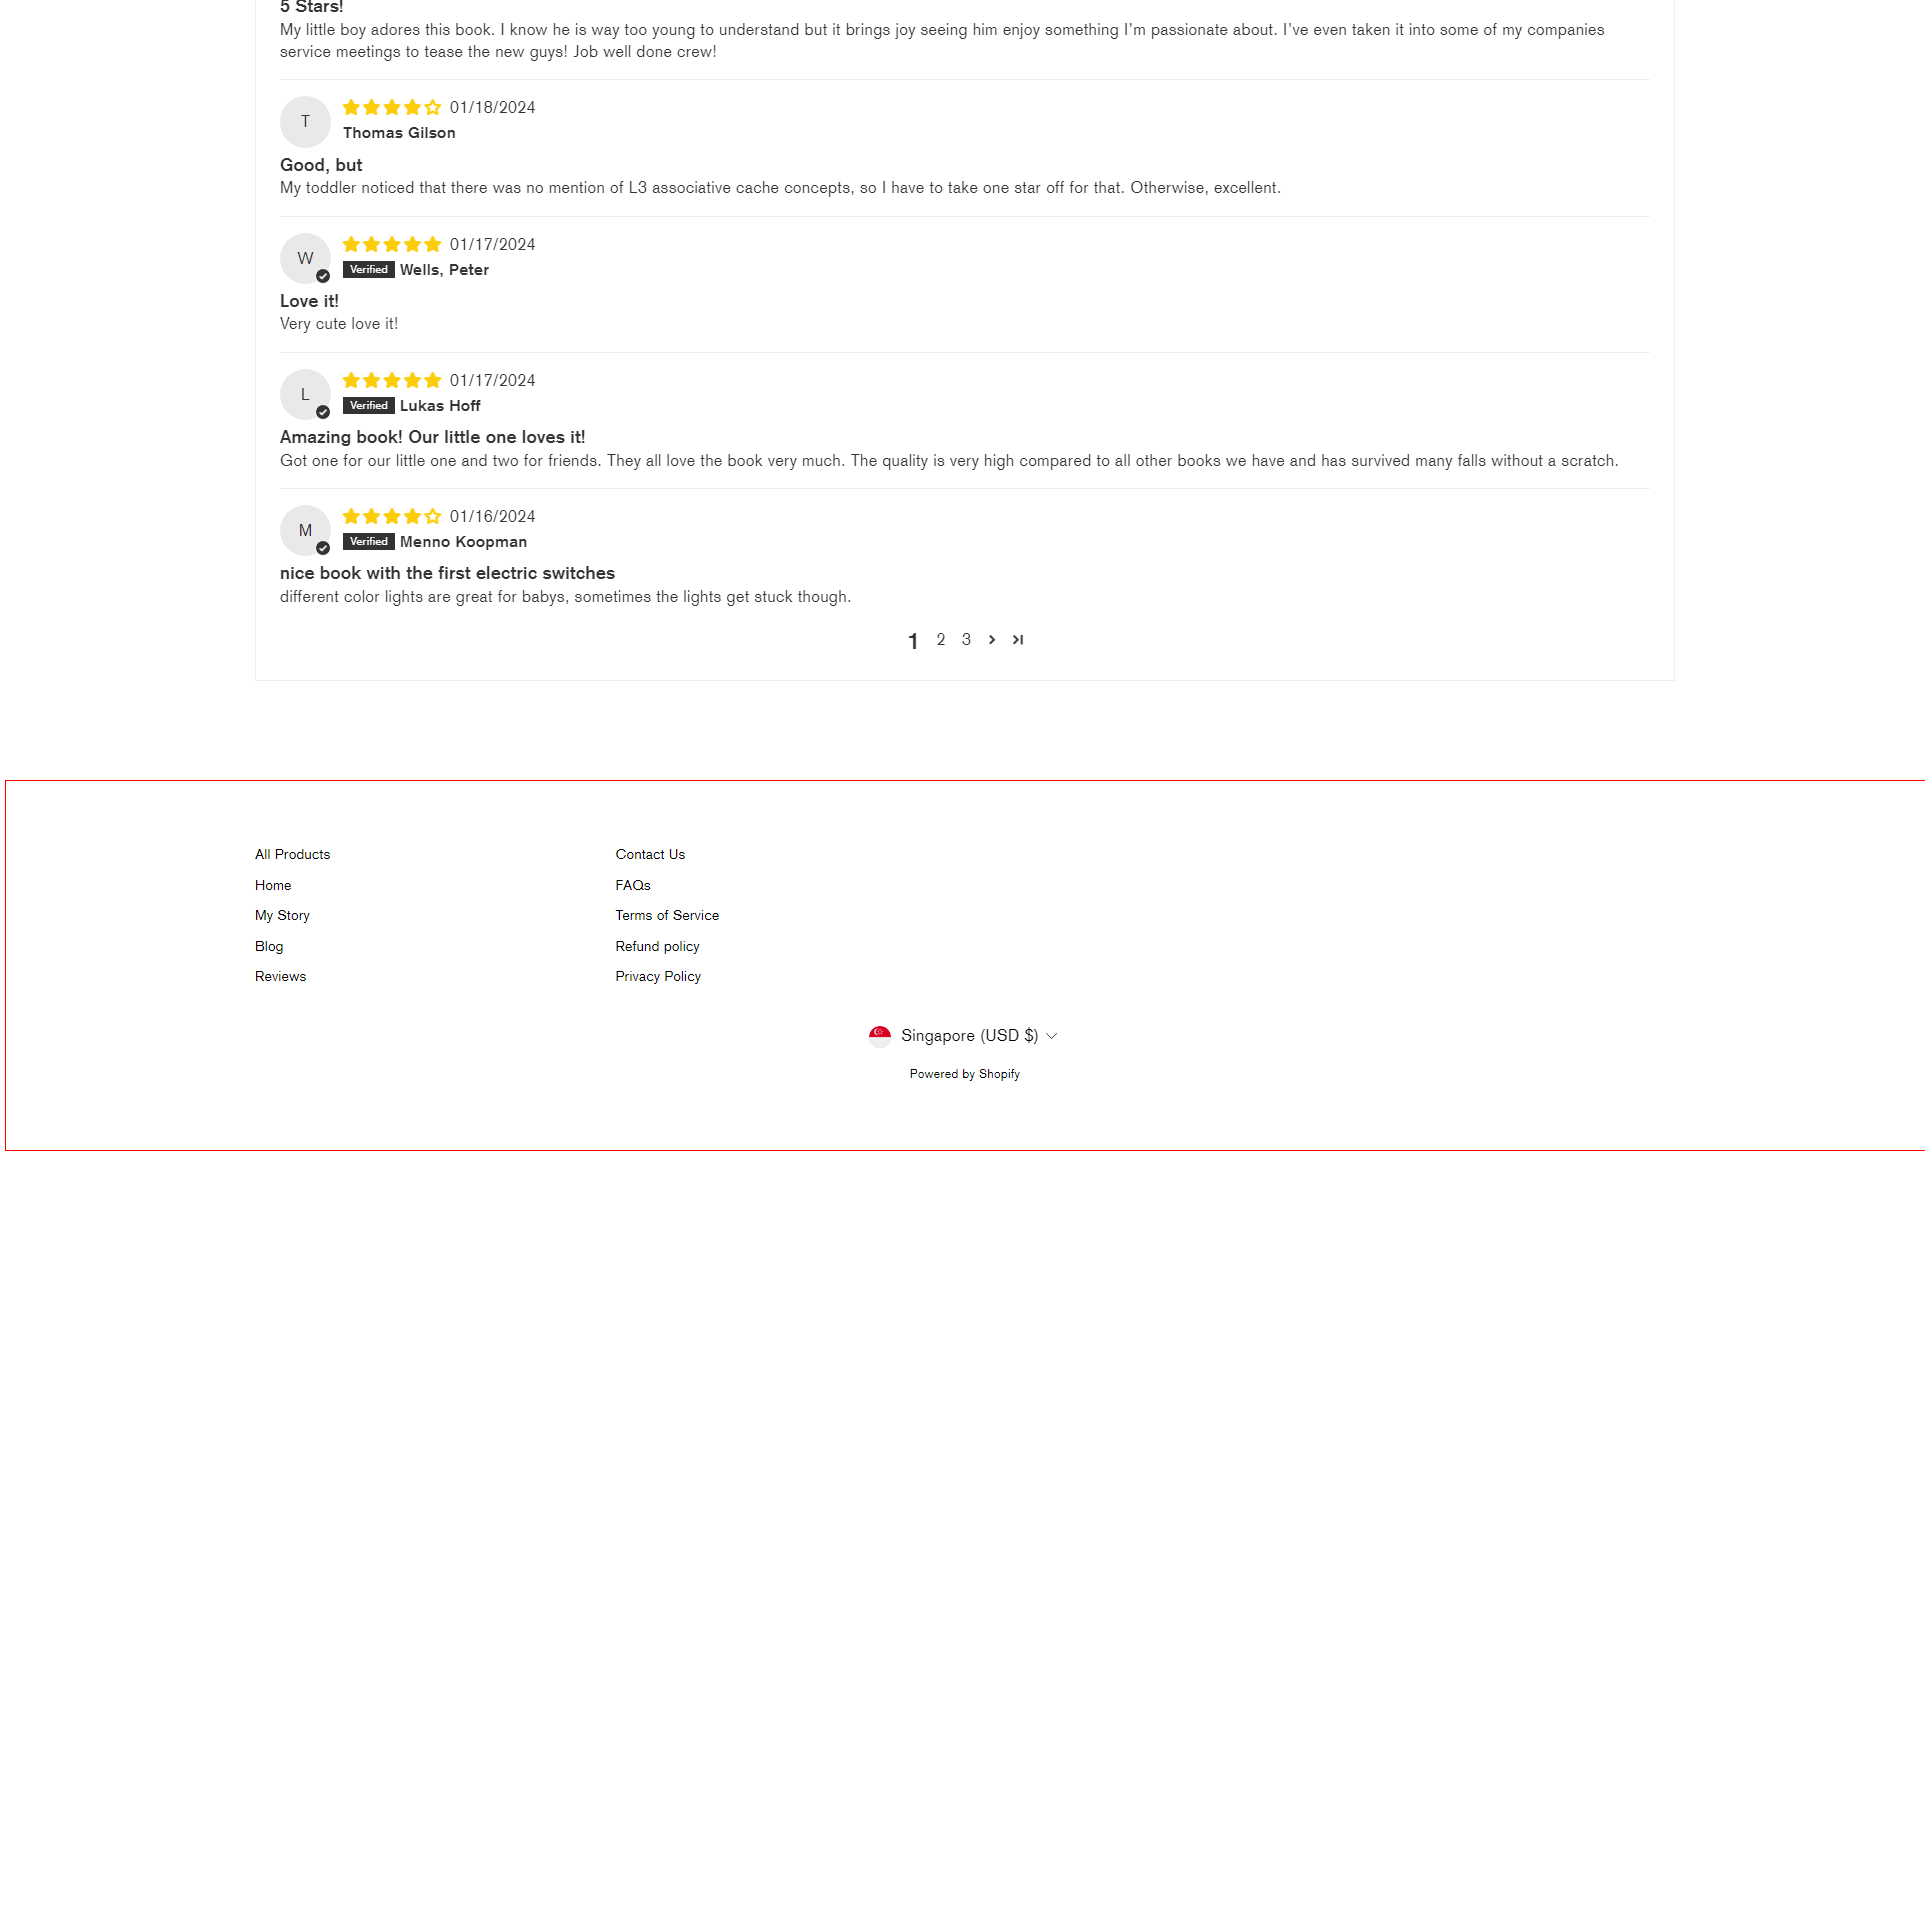 5 Stars!
My little boy adores this book. I know he is way too young to understand but it brings joy seeing him enjoy something I'm passionate about. I've even taken it into some of my companies
service meetings to tease the new guys! Job well done crew!
T
01/18/2024
Thomas Gilson
Good, but
My toddler noticed that there was no mention of L3 associative cache concepts, so I have to take one star off for that. Otherwise, excellent.
W
01/17/2024
Verified Wells, Peter
Love it!
Very cute love it!
L
01/17/2024
Verified Lukas Hoff
Amazing book! Our little one loves it!
Got one for our little one and two for friends. They all love the book very much. The quality is very high compared to all other books we have and has survived many falls without a scratch.
M
01/16/2024
Verified Menno Koopman
nice book with the first electric switches
different color lights are great for babys, sometimes the lights get stuck though.
1 2 3
All Products
Home
My Story
Blog
Reviews
Contact Us
FAQs
Terms of Service
Refund policy
Privacy Policy
Singapore (USD $)
Powered by Shopify